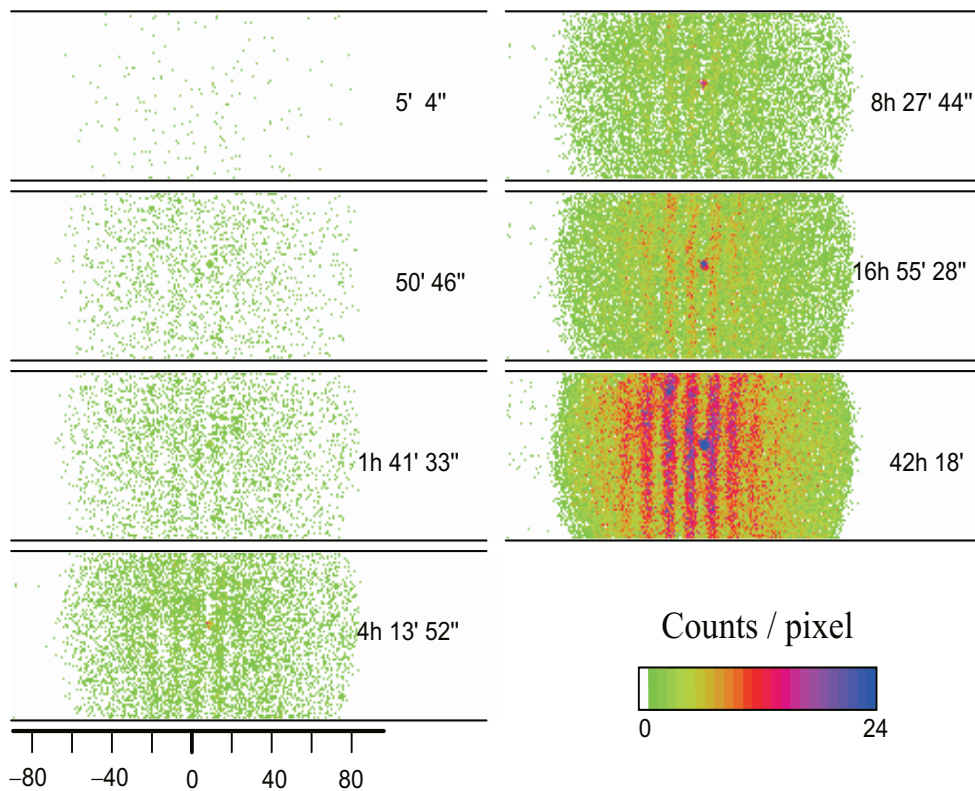 5' 4"
50' 46"
1h 41' 33"
4h 13' 52"
−80 −40 0 40 80
8h 27' 44"
16h 55' 28"
42h 18'
Counts / pixel
0 24